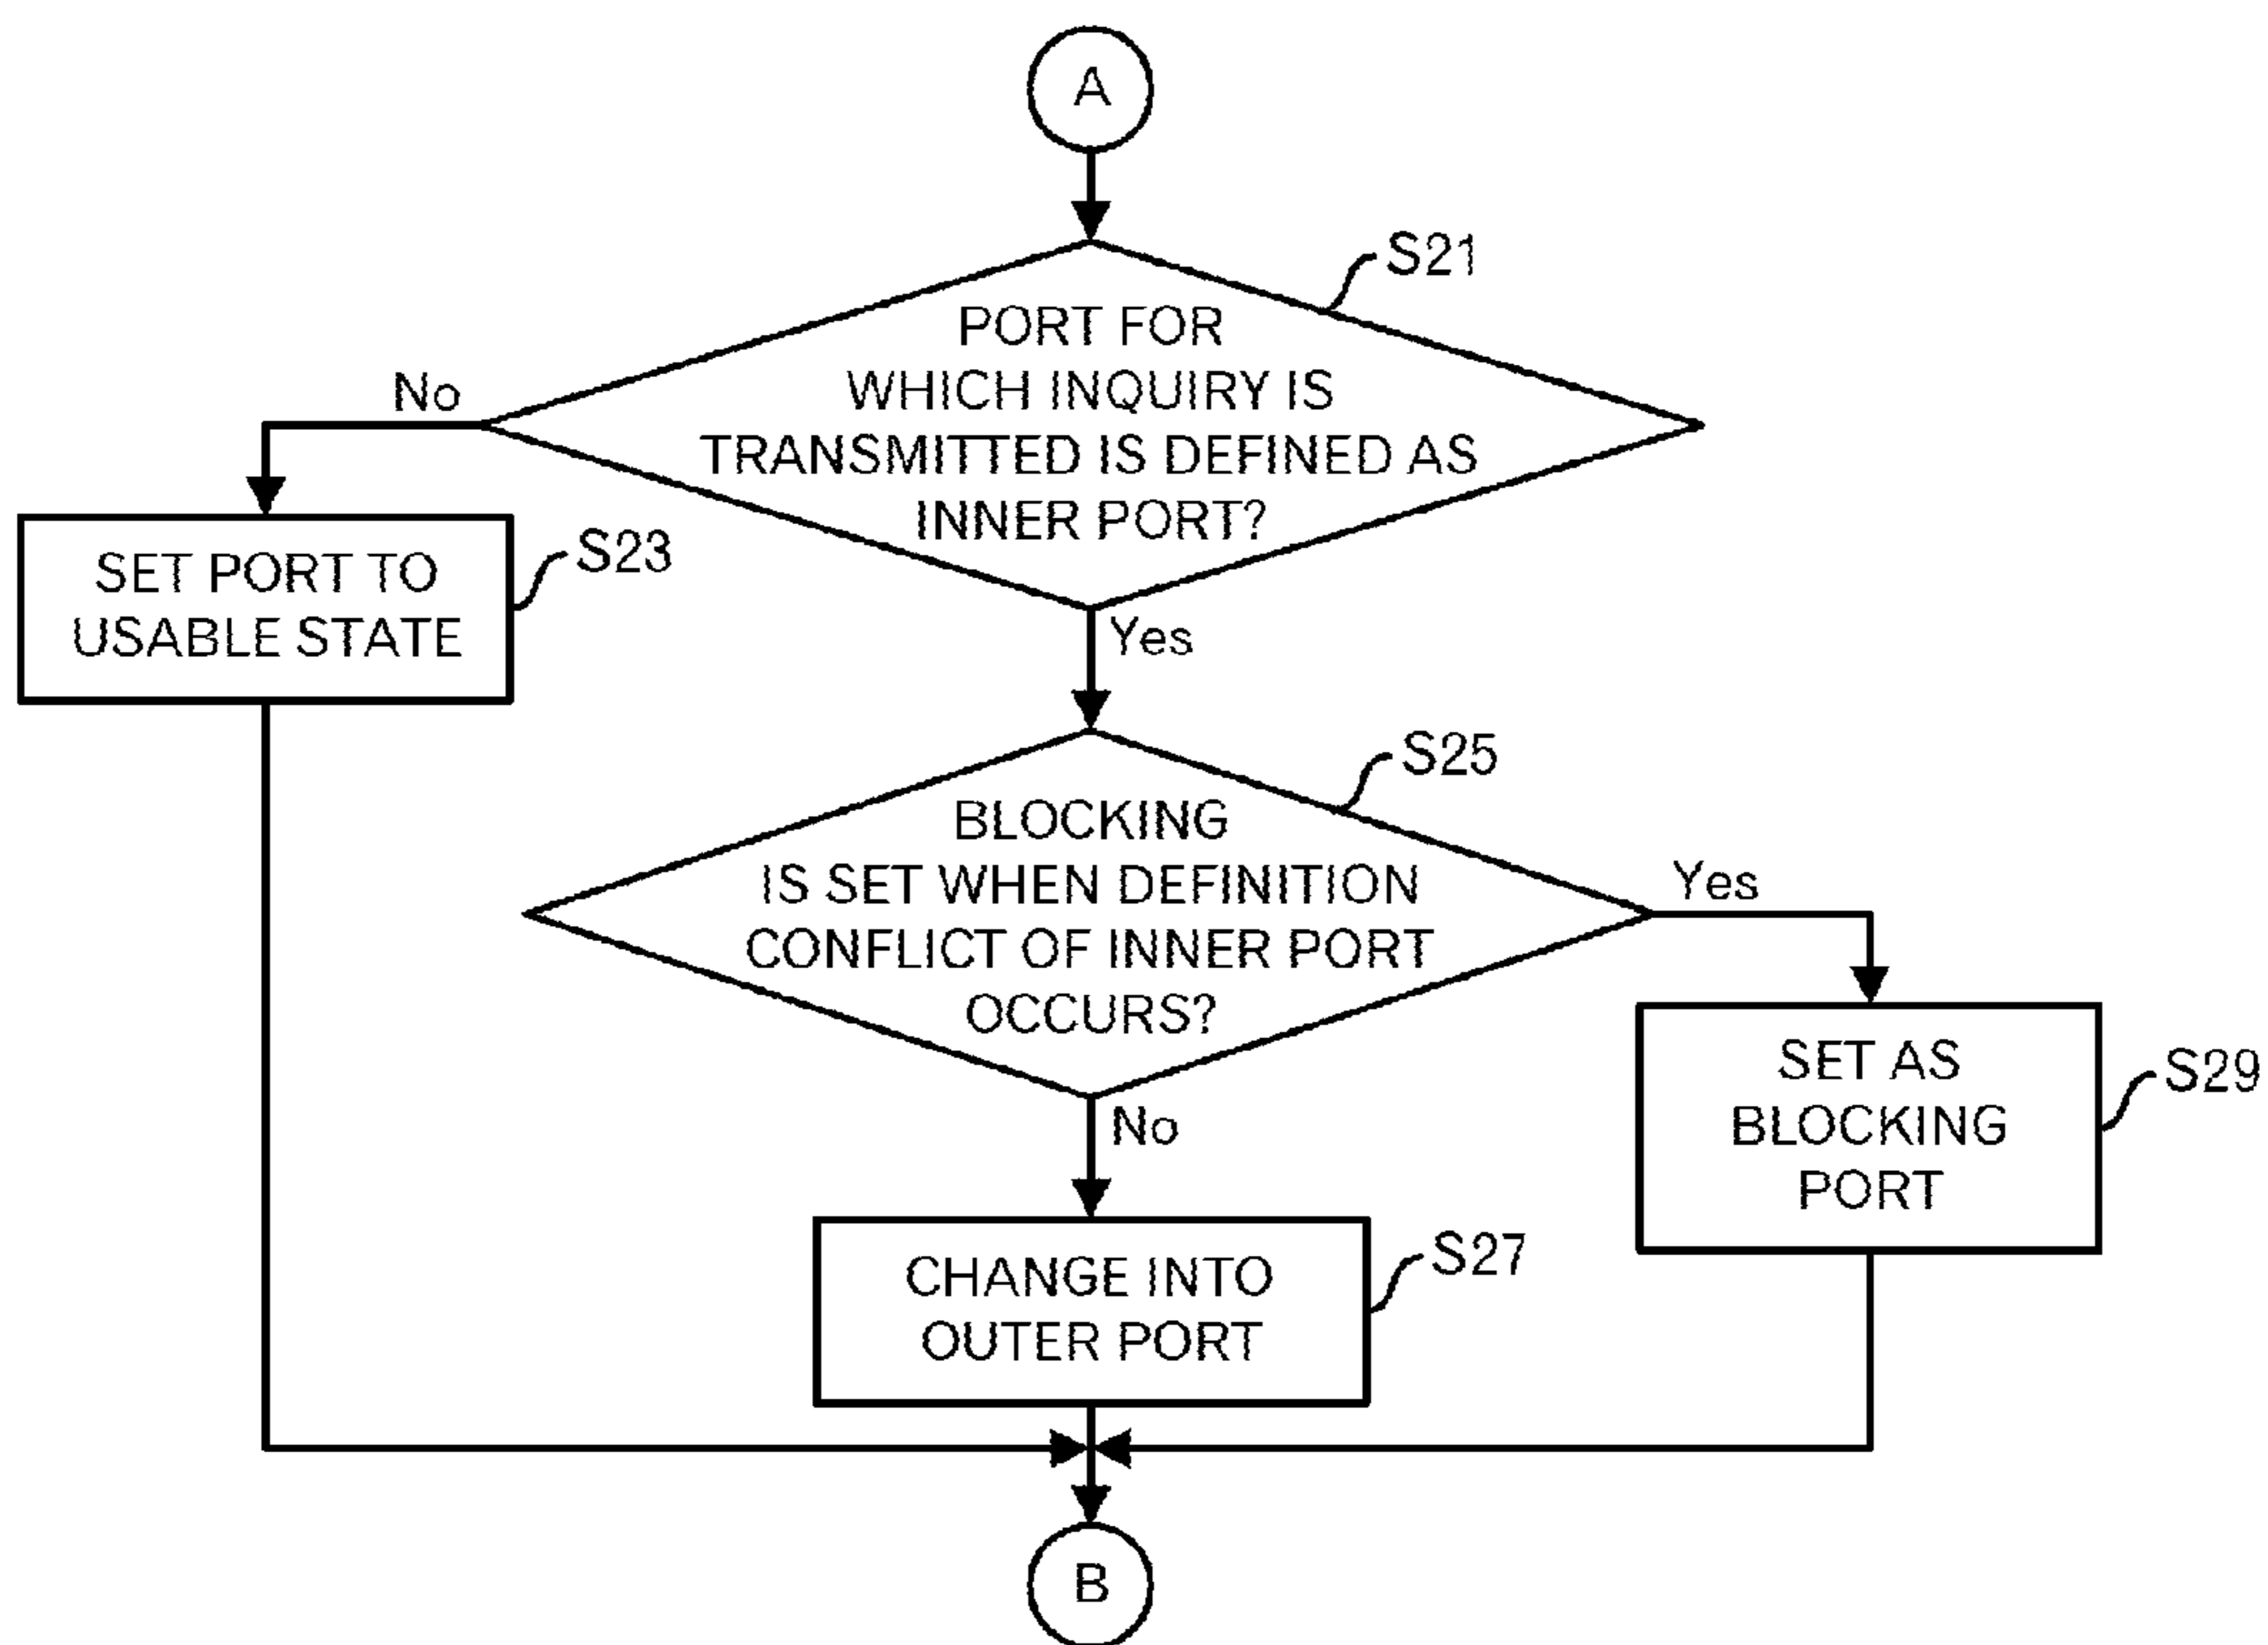 A
S21
PORT FOR
WHICH INQUIRY IS
TRANSMITTED IS DEFINED AS
INNER PORT?
No
SET PORT TO
USABLE STATE
S23
Yes
S25
BLOCKING
IS SET WHEN DEFINITION
CONFLICT OF INNER PORT
OCCURS?
Yes
SET AS
BLOCKING
PORT
S29
No
CHANGE INTO
OUTER PORT
S27
B